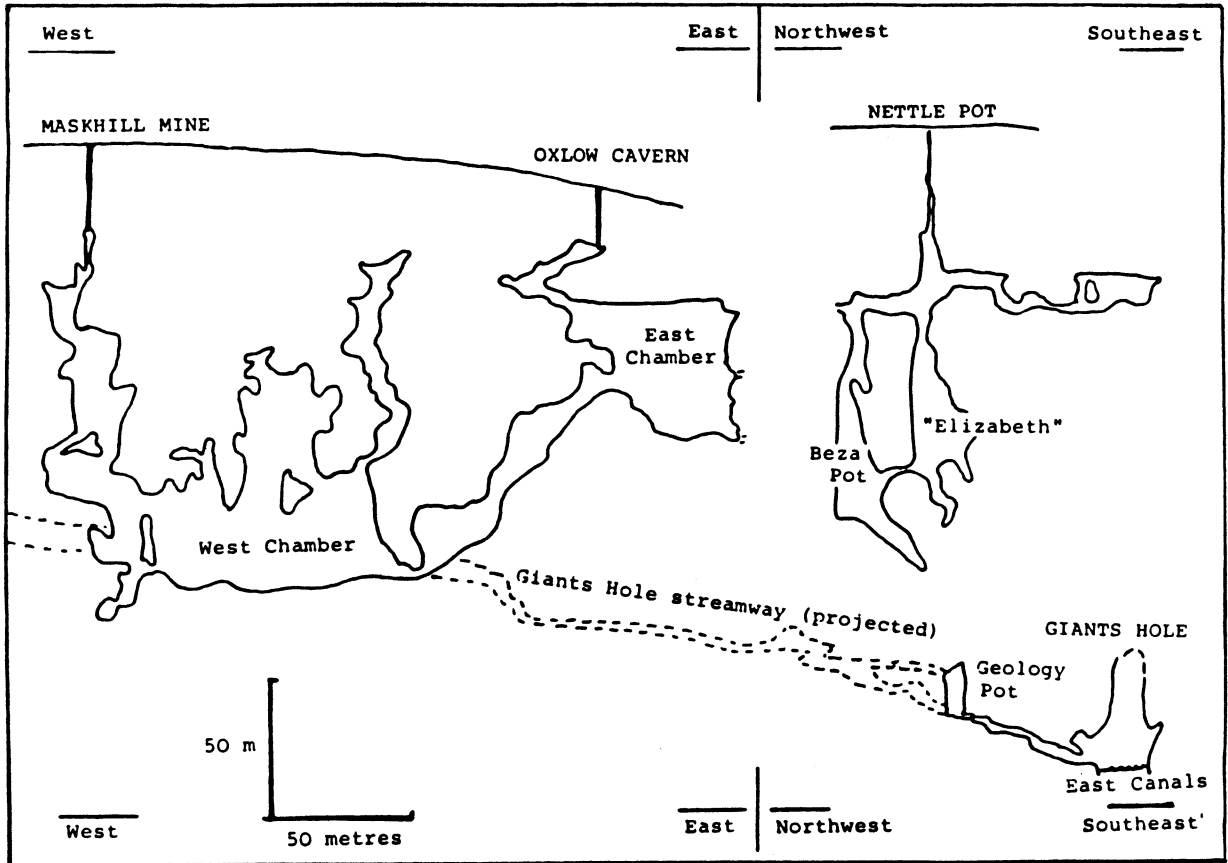 West
East
Northwest
Southeast
MASKHILL MINE
OXLOW CAVERN
NETTLE POT
East
Chamber
"Elizabeth"
Beza
Pot
West Chamber
Giants Hole streamway (projected)
GIANTS HOLE
Geology
Pot
50 m
East Canals
50 metres
West
East
Northwest
Southeast